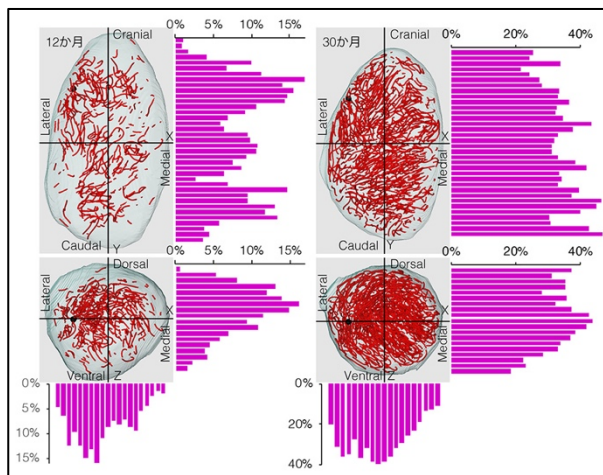 0% 5% 10% 15%
12か月
Cranial
Lateral
X
Medial
Caudal
Y
0% 5% 10% 15%
Dorsal
Lateral
X
Medial
Ventral Z
0%
5%
10%
15%
0% 20% 40%
30か月
Cranial
Lateral
X
Medial
Caudal
Y
0% 20% 40%
Dorsal
Lateral
X
Medial
Ventral Z
0%
20%
40%